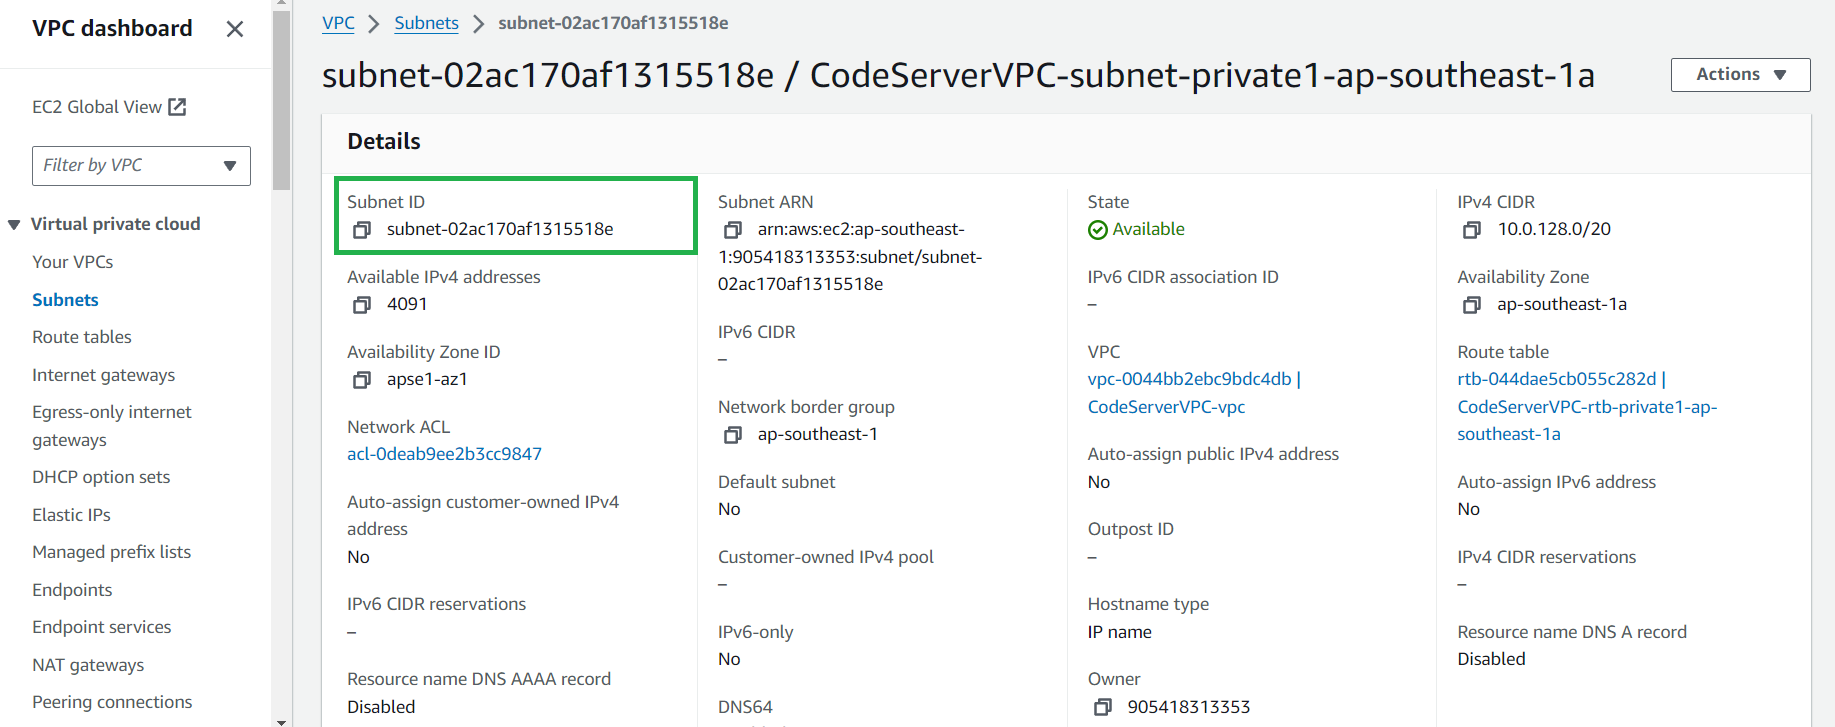 VPC dashboard
EC2 Global View
Filter by VPC
Virtual private cloud
Your VPCs
Subnets
Route tables
Internet gateways
Egress-only internet
gateways
DHCP option sets
Elastic IPs
Managed prefix lists
Endpoints
Endpoint services
NAT gateways
Peering connections
VPC > Subnets > subnet-02ac170af1315518e
subnet-02ac170af1315518e / CodeServerVPC-subnet-private1-ap-southeast-1a
Actions
Details
Subnet ID
subnet-02ac170af1315518e
Available IPv4 addresses
4091
Availability Zone ID
apse1-az1
Network ACL
acl-0deab9ee2b3cc9847
Auto-assign customer-owned IPv4
address
No
IPv6 CIDR reservations
–
Resource name DNS AAAA record
Disabled
Subnet ARN
arn:aws:ec2:ap-southeast-
1:905418313353:subnet/subnet-
02ac170af1315518e
IPv6 CIDR
–
Network border group
ap-southeast-1
Default subnet
No
Customer-owned IPv4 pool
–
IPv6-only
No
DNS64
State
Available
IPv6 CIDR association ID
–
VPC
vpc-0044bb2ebc9bdc4db |
CodeServerVPC-vpc
Auto-assign public IPv4 address
No
Outpost ID
–
Hostname type
IP name
Owner
905418313353
IPv4 CIDR
10.0.128.0/20
Availability Zone
ap-southeast-1a
Route table
rtb-044dae5cb055c282d |
CodeServerVPC-rtb-private1-ap-
southeast-1a
Auto-assign IPv6 address
No
IPv4 CIDR reservations
–
Resource name DNS A record
Disabled